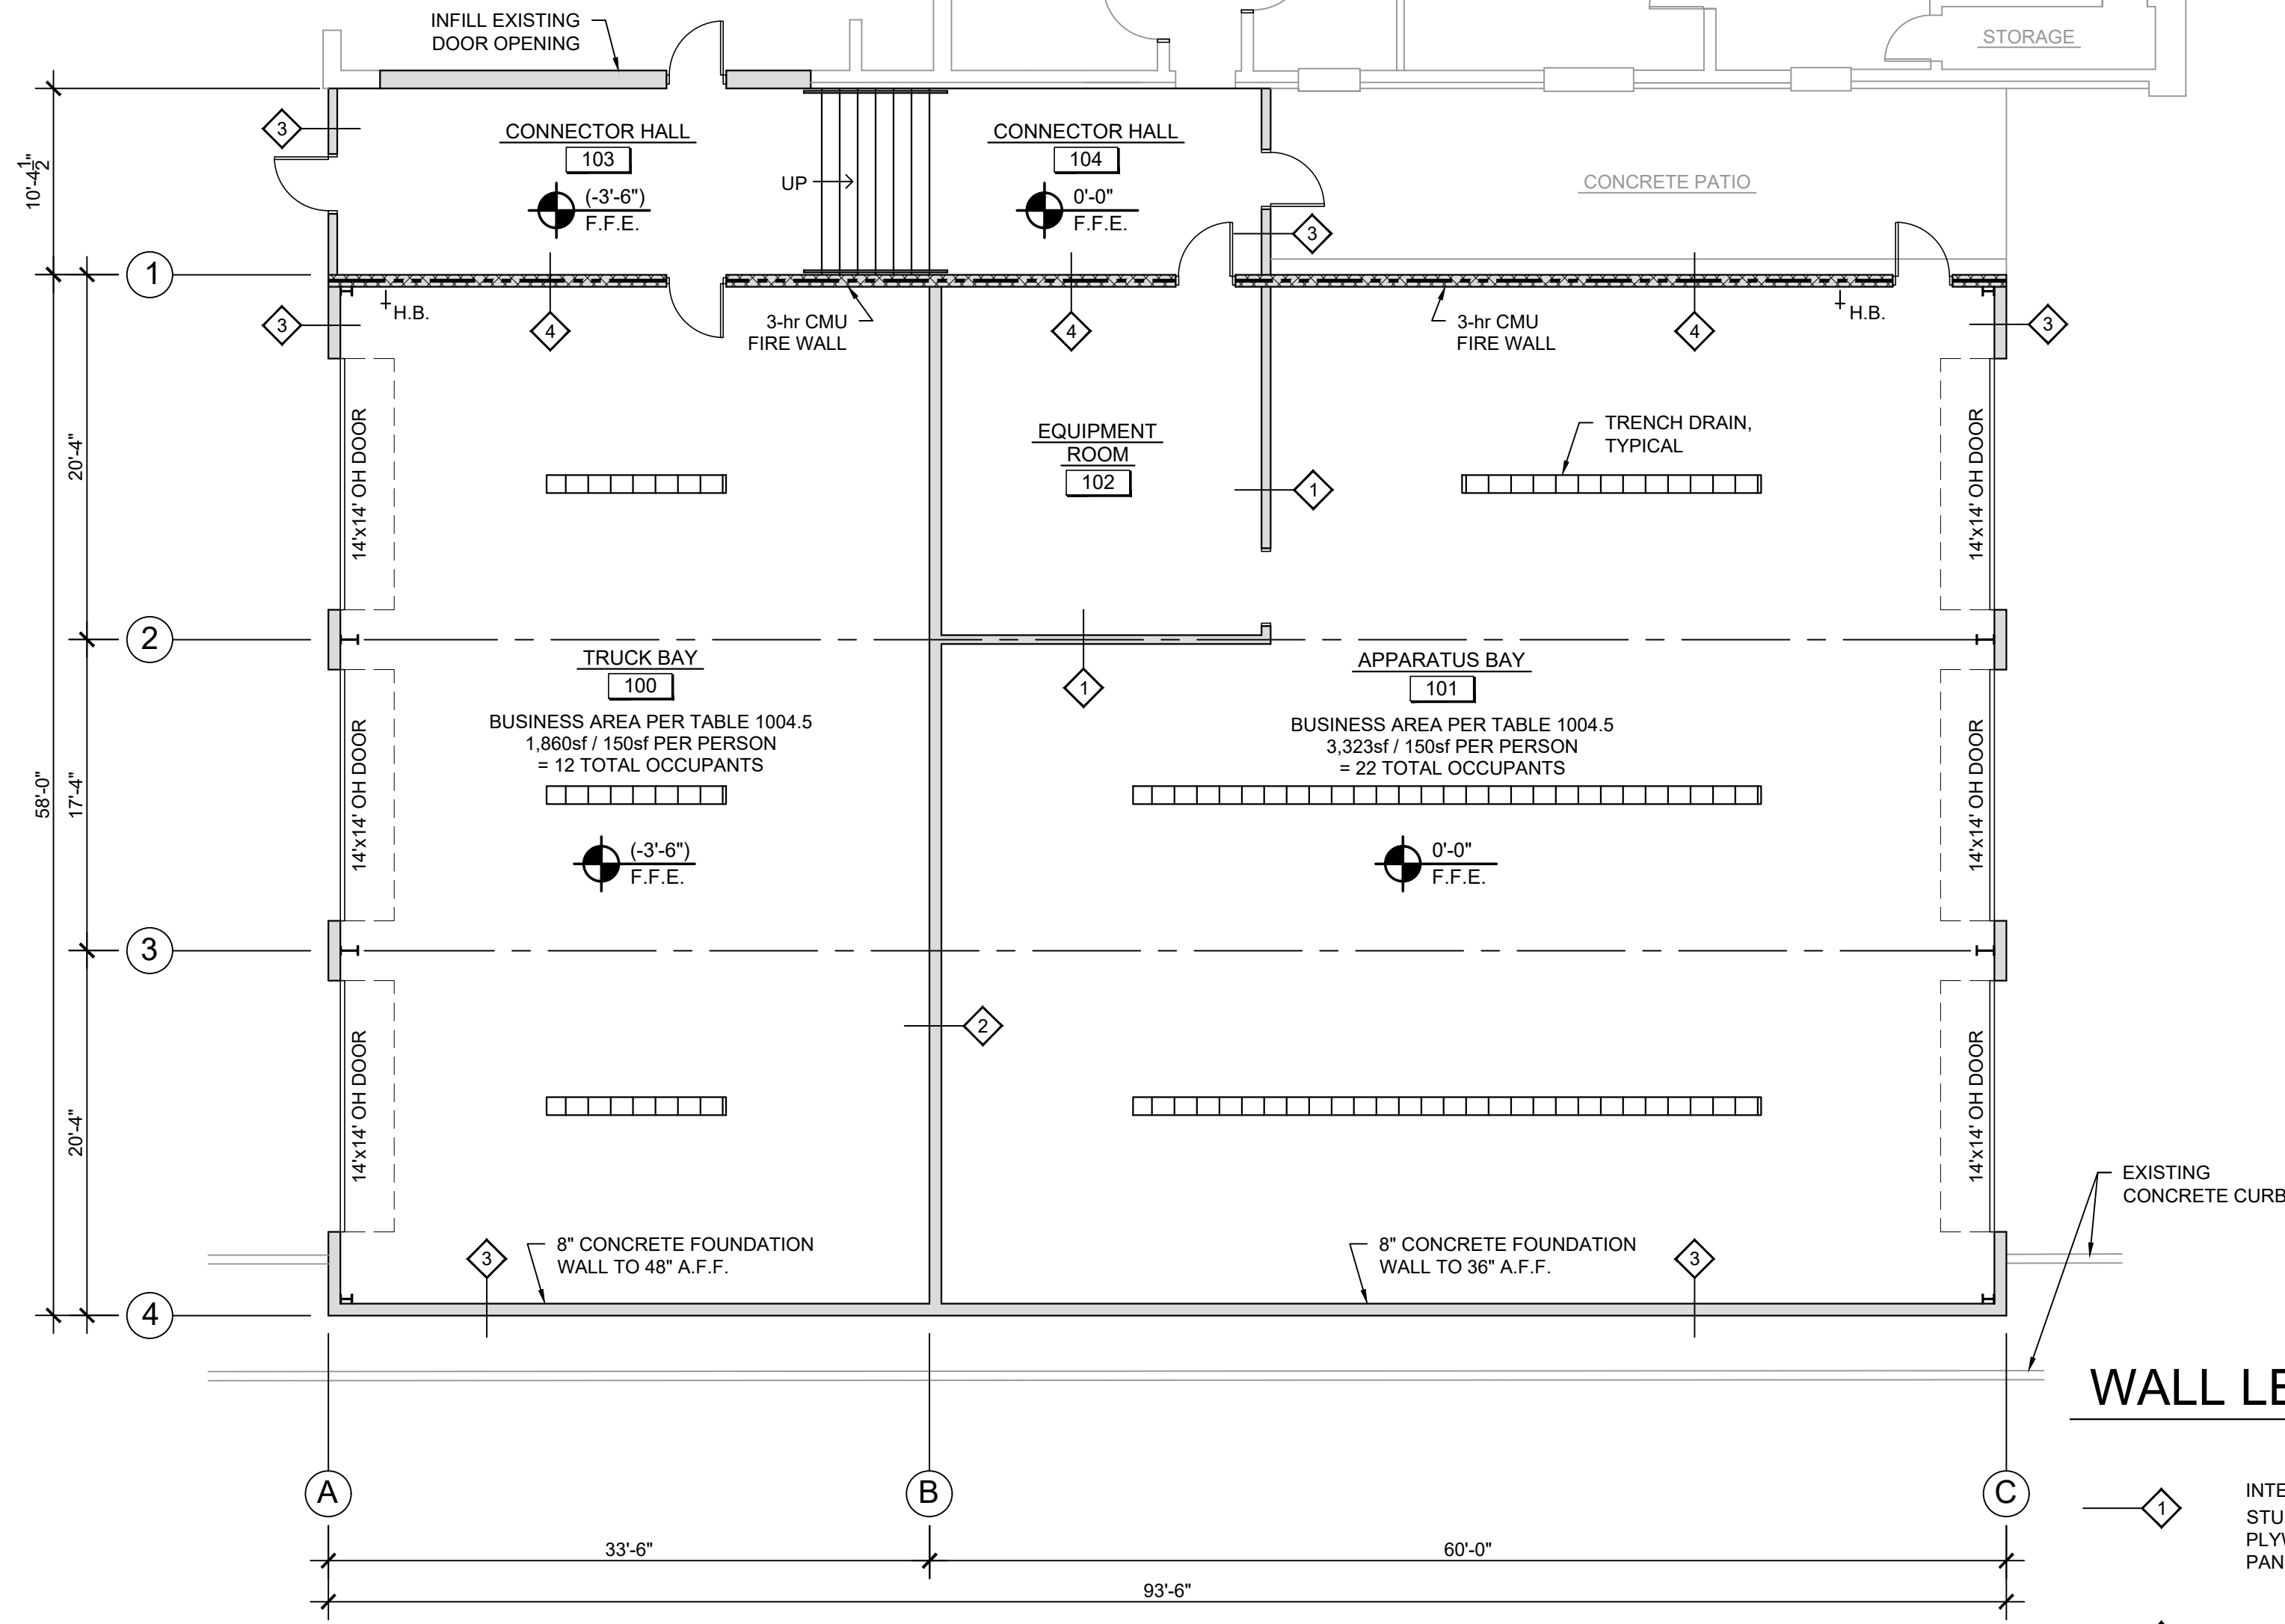 INFILL EXISTING
DOOR OPENING
STORAGE
3
CONNECTOR HALL
103
(-3'-6")
F.F.E.
UP
CONNECTOR HALL
104
0'-0"
F.F.E.
CONCRETE PATIO
3
10'-4 1/2"
1
3
H.B.
4
3-hr CMU
FIRE WALL
4
3-hr CMU
FIRE WALL
4
H.B.
3
20'-4"
14'x14' OH DOOR
EQUIPMENT
ROOM
102
1
TRENCH DRAIN,
TYPICAL
14'x14' OH DOOR
2
TRUCK BAY
100
BUSINESS AREA PER TABLE 1004.5
1,860sf / 150sf PER PERSON
= 12 TOTAL OCCUPANTS
1
APPARATUS BAY
101
BUSINESS AREA PER TABLE 1004.5
3,323sf / 150sf PER PERSON
= 22 TOTAL OCCUPANTS
58'-0"
17'-4"
14'x14' OH DOOR
14'x14' OH DOOR
(-3'-6")
F.F.E.
0'-0"
F.F.E.
3
2
20'-4"
14'x14' OH DOOR
14'x14' OH DOOR
EXISTING
CONCRETE CURB
3
8" CONCRETE FOUNDATION
WALL TO 48" A.F.F.
8" CONCRETE FOUNDATION
WALL TO 36" A.F.F.
3
4
WALL LE
A
B
C
1
INTE
STU
PLYW
PAN
33'-6"
60'-0"
93'-6"